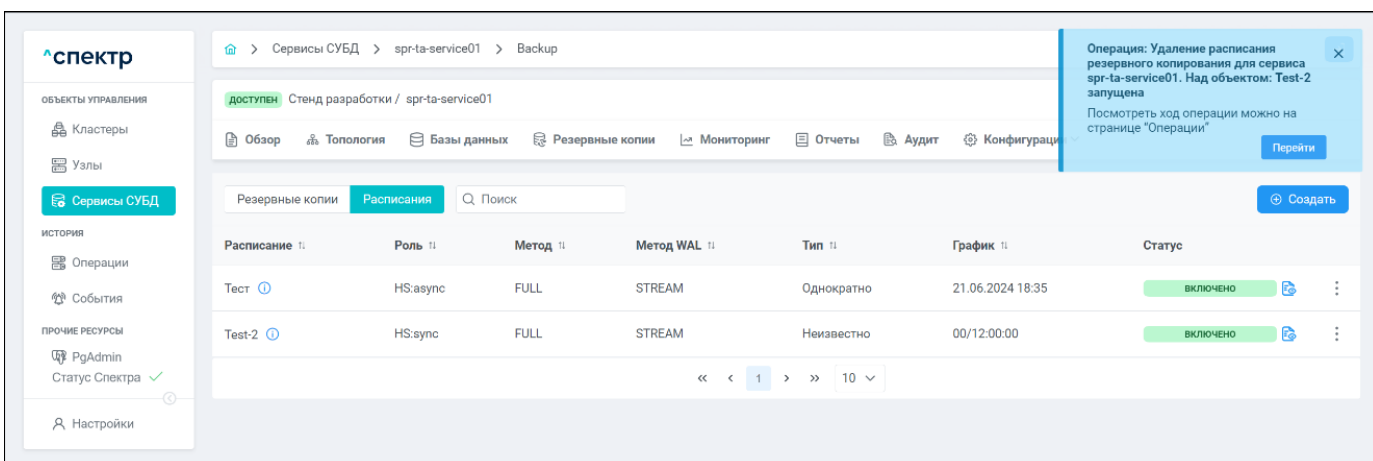 ^спектр
ОБЪЕКТЫ УПРАВЛЕНИЯ
Кластеры
Узлы
Сервисы СУБД
ИСТОРИЯ
Операции
События
ПРОЧИЕ РЕСУРСЫ
PgAdmin
Статус Спектра
Настройки
> Сервисы СУБД > spr-ta-service01 > Backup
ДОСТУПЕН Стенд разработки / spr-ta-service01
Обзор Топология Базы данных Резервные копии Мониторинг Отчеты Аудит Конфигурация
Операция: Удаление расписания
резервного копирования для сервиса
spr-ta-service01. Над объектом: Test-2
запущена
Посмотреть ход операции можно на
странице "Операции"
Перейти
Резервные копии Расписания Поиск Создать
Расписание Роль Метод Метод WAL Тип График Статус
Тест HS:async FULL STREAM Однократно 21.06.2024 18:35 ВКЛЮЧЕНО
Test-2 HS:sync FULL STREAM Неизвестно 00/12:00:00 ВКЛЮЧЕНО
« ‹ 1 › » 10